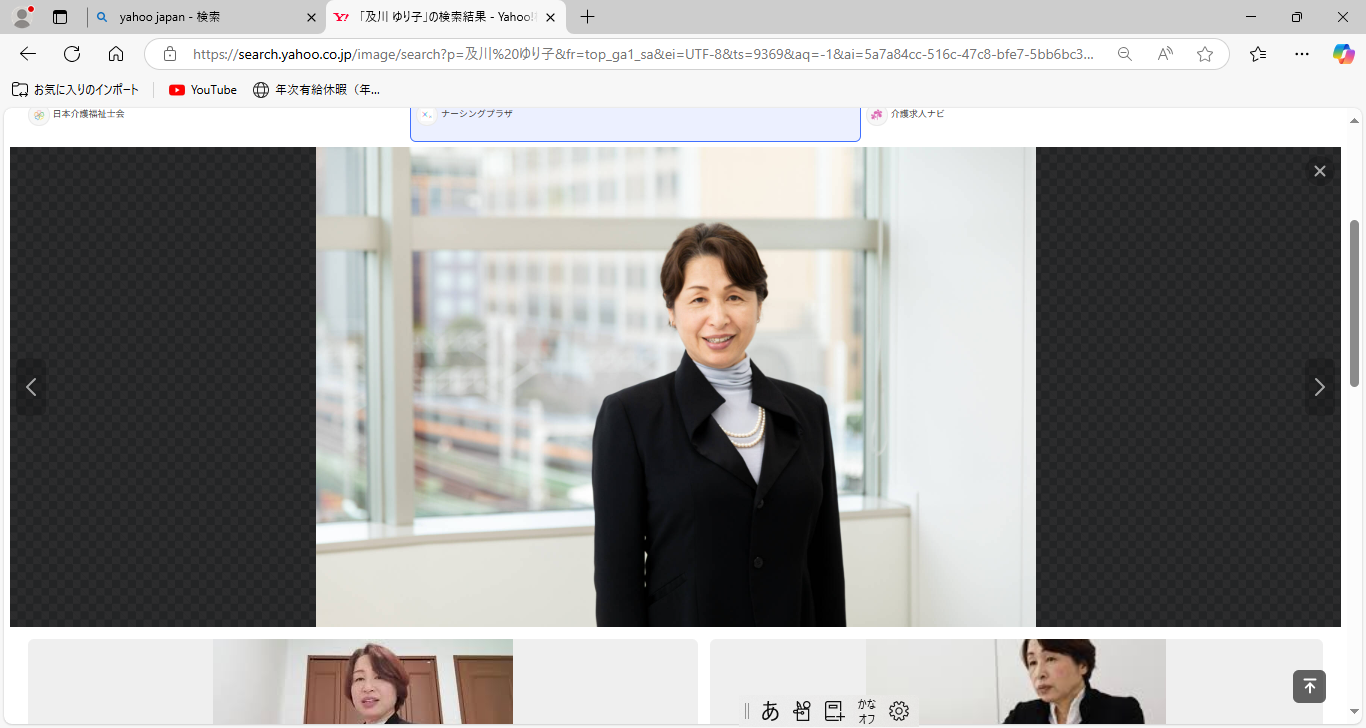 yahoo japan - 検索
「及川 ゆり子」の検索結果 - Yahoo!
https://search.yahoo.co.jp/image/search?p=及川%20ゆり子&fr=top_ga1_sa&ei=UTF-8&ts=9369&aq=-1&ai=5a7a84cc-516c-47c8-bfe7-5bb6bc3...
お気に入りのインポート
YouTube
年次有給休暇（年...
日本介護福祉士会
ナーシングプラザ
介護求人ナビ
あ
かな
オフ